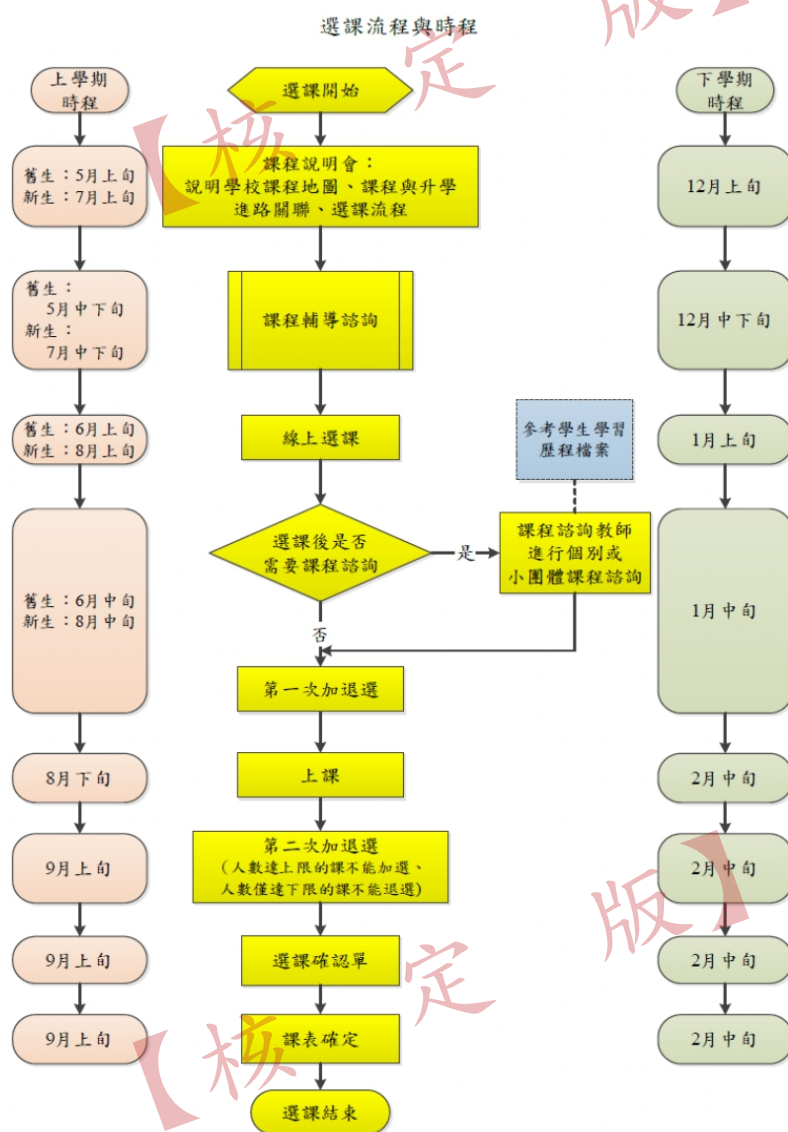 選課流程與時程
上學期
時程
選課開始
下學期
時程
舊生：5月上旬
新生：7月上旬
課程說明會：
說明學校課程地圖、課程與升學
進路關聯、選課流程
12月上旬
舊生：
5月中下旬
新生：
7月中下旬
課程輔導諮詢
12月中下旬
舊生：6月上旬
新生：8月上旬
線上選課
參考學生學習
歷程檔案
1月上旬
舊生：6月中旬
新生：8月中旬
選課後是否
需要課程諮詢
是
課程諮詢教師
進行個別或
小團體課程諮詢
1月中旬
否
第一次加退選
8月下旬
上課
2月中旬
9月上旬
第二次加退選
(人數達上限的課不能加選、
人數僅達下限的課不能退選)
2月中旬
9月上旬
選課確認單
2月中旬
9月上旬
課表確定
2月中旬
選課結束
【核定版】
【核定版】